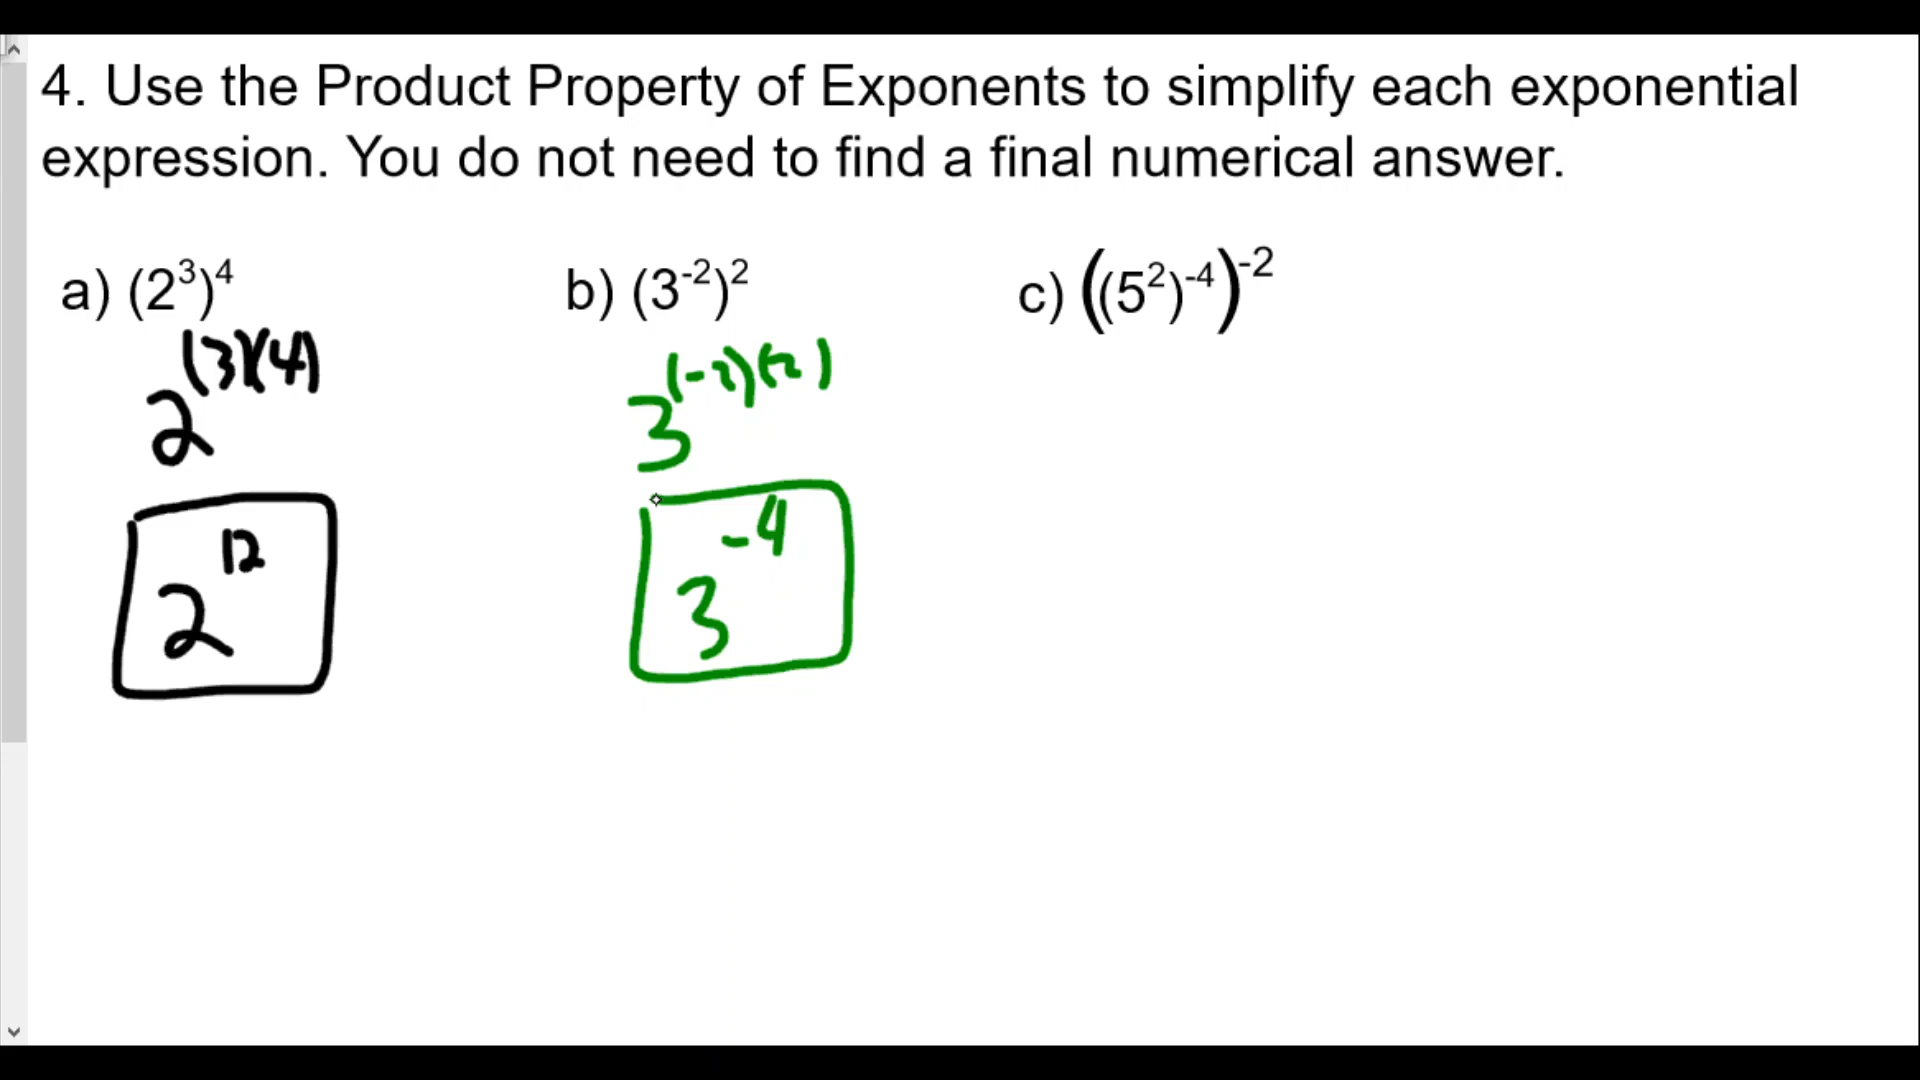 4. Use the Product Property of Exponents to simplify each exponential
expression. You do not need to find a final numerical answer.
a) (2³)⁴
b) (3⁻²)²
c) ((5²)⁻⁴)⁻²
2⁽³⁾⁽⁴⁾
3⁽⁻²⁾⁽²⁾
2¹²
3⁻⁴